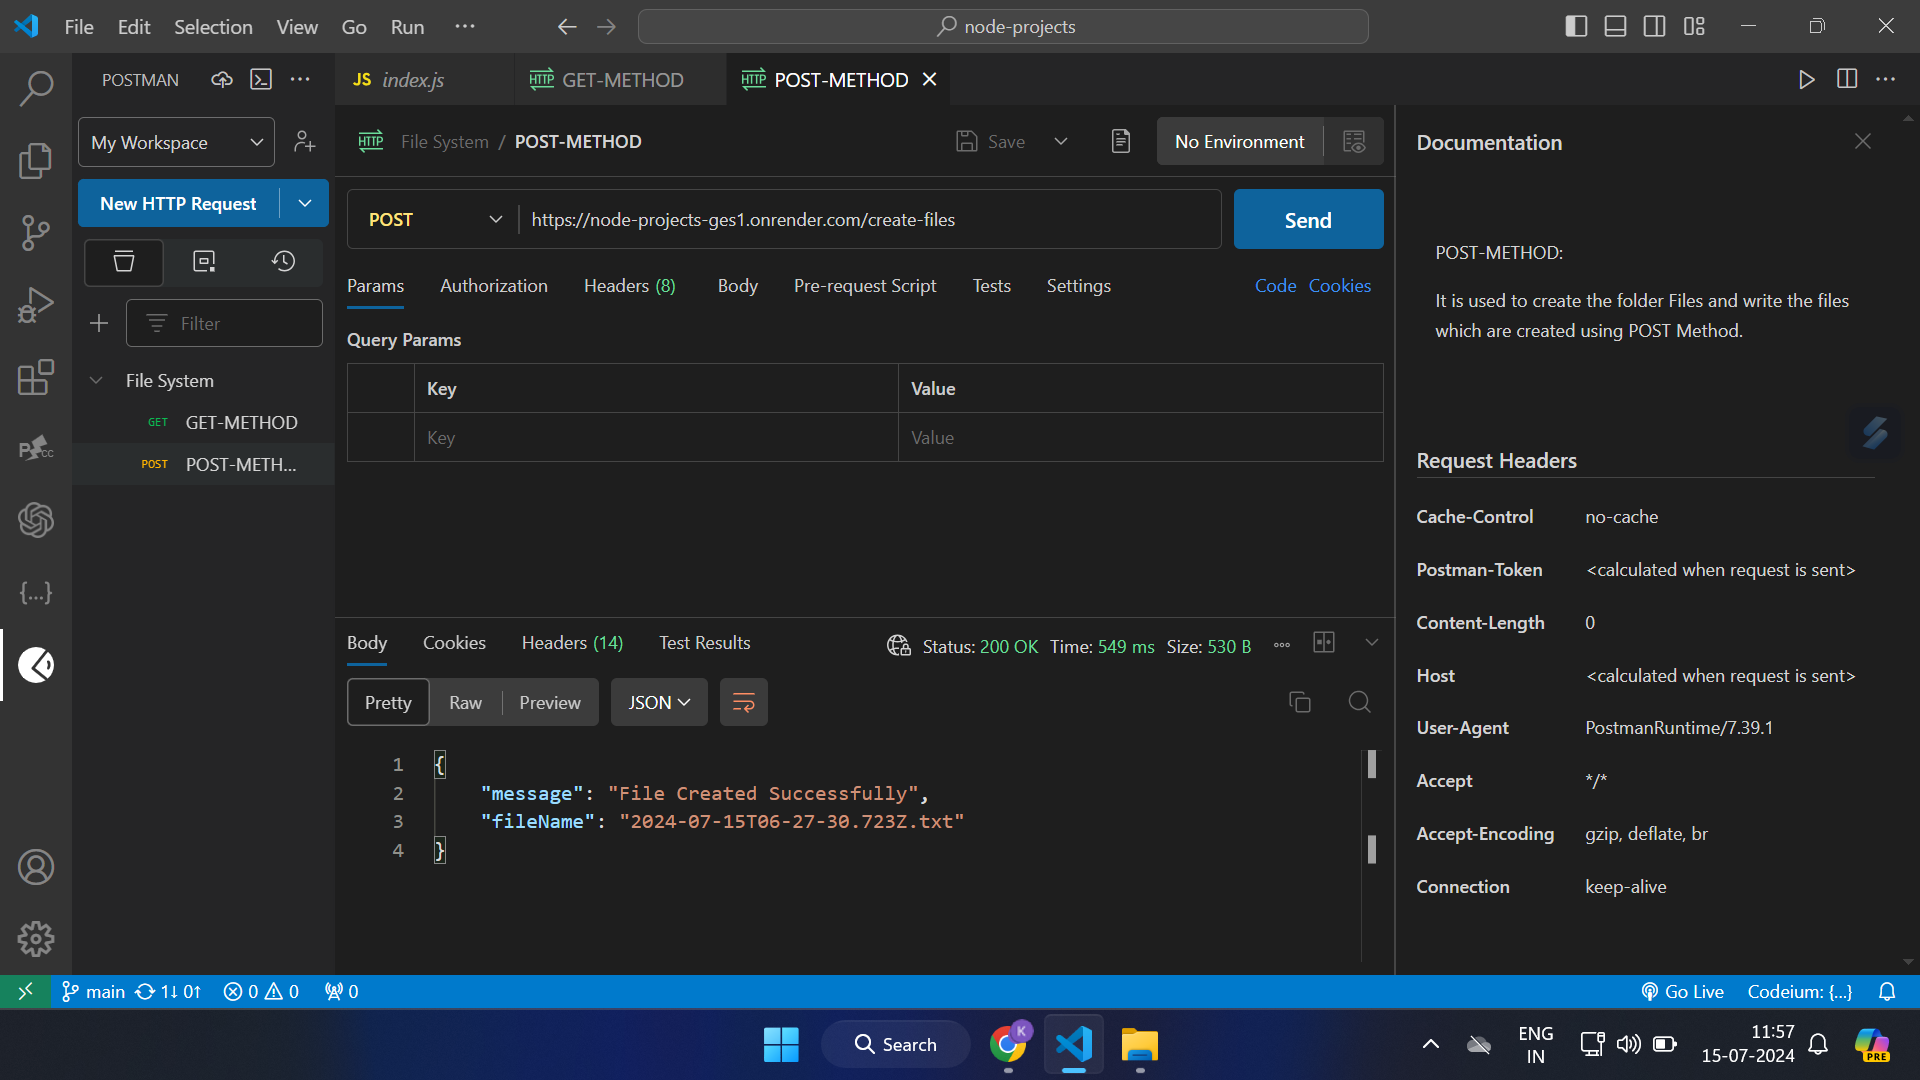 File Edit Selection View Go Run
node-projects
POSTMAN
JS index.js
HTTP GET-METHOD
HTTP POST-METHOD
My Workspace
New HTTP Request
Filter
File System
GET GET-METHOD
POST POST-METH...
HTTP File System / POST-METHOD
Save
No Environment
POST https://node-projects-ges1.onrender.com/create-files
Send
Params Authorization Headers (8) Body Pre-request Script Tests Settings Code Cookies
Query Params
Key Value
Key Value
Body Cookies Headers (14) Test Results Status: 200 OK Time: 549 ms Size: 530 B
Pretty Raw Preview JSON
1 {
2 "message": "File Created Successfully",
3 "fileName": "2024-07-15T06-27-30.723Z.txt"
4 }
Documentation
POST-METHOD:
It is used to create the folder Files and write the files
which are created using POST Method.
Request Headers
Cache-Control no-cache
Postman-Token <calculated when request is sent>
Content-Length 0
Host <calculated when request is sent>
User-Agent PostmanRuntime/7.39.1
Accept */*
Accept-Encoding gzip, deflate, br
Connection keep-alive
main 1↓ 0↑ 0 0 0 Go Live Codeium: {...}
Search
K
ENG
IN
11:57
15-07-2024
PRE